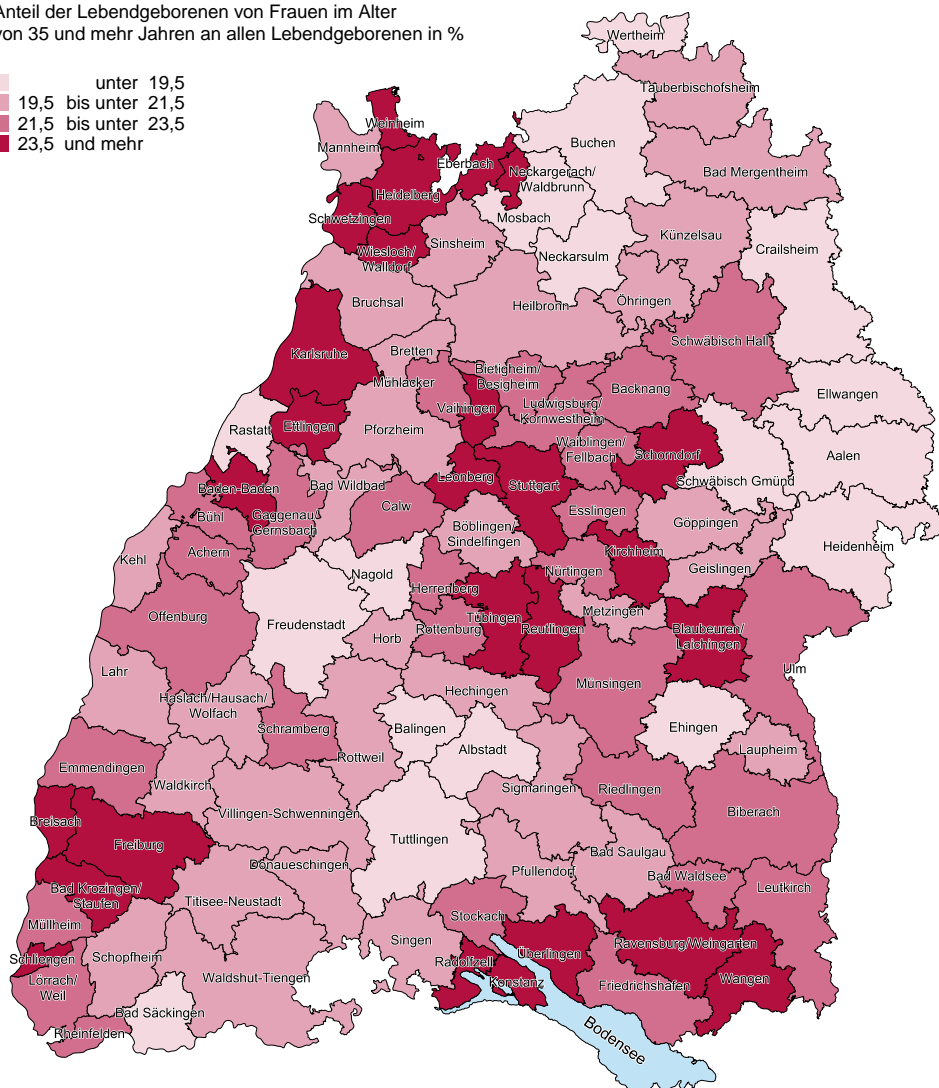 Anteil der Lebendgeborenen von Frauen im Alter
von 35 und mehr Jahren an allen Lebendgeborenen in %
unter 19,5
19,5 bis unter 21,5
21,5 bis unter 23,5
23,5 und mehr
Wertheim
Tauberbischofsheim
Weinheim
Mannheim
Buchen
Eberbach
Neckargerach/
Waldbrunn
Bad Mergentheim
Heidelberg
Schwetzingen
Mosbach
Künzelsau
Crailsheim
Sinsheim
Wiesloch/
Walldorf
Neckarsulm
Bruchsal
Heilbronn
Öhringen
Schwäbisch Hall
Karlsruhe
Bretten
Mühlacker
Bietigheim/
Besigheim
Backnang
Ellwangen
Vaihingen
Ludwigsburg/
Kornwestheim
Rastatt
Ettlingen
Pforzheim
Waiblingen/
Fellbach
Schorndorf
Aalen
Schwäbisch Gmünd
Leonberg
Stuttgart
Baden-Baden
Bad Wildbad
Calw
Bühl
Gaggenau/
Gernsbach
Esslingen
Göppingen
Böblingen/
Sindelfingen
Heidenheim
Kehl
Achern
Kirchheim
Nagold
Nürtingen
Geislingen
Herrenberg
Offenburg
Freudenstadt
Metzingen
Tübingen
Reutlingen
Rottenburg
Horb
Blaubeuren/
Laichingen
Lahr
Ulm
Münsingen
Hechingen
Haslach/Hausach/
Wolfach
Schramberg
Balingen
Ehingen
Albstadt
Laupheim
Rottweil
Emmendingen
Waldkirch
Sigmaringen
Riedlingen
Biberach
Villingen-Schwenningen
Breisach
Freiburg
Tuttlingen
Bad Saulgau
Donaueschingen
Pfullendorf
Bad Waldsee
Leutkirch
Bad Krozingen/
Staufen
Titisee-Neustadt
Müllheim
Stockach
Singen
Überlingen
Ravensburg/Weingarten
Schliengen
Schopfheim
Radolfzell
Lörrach/
Weil
Waldshut-Tiengen
Konstanz
Friedrichshafen
Wangen
Bad Säckingen
Rheinfelden
Bodensee